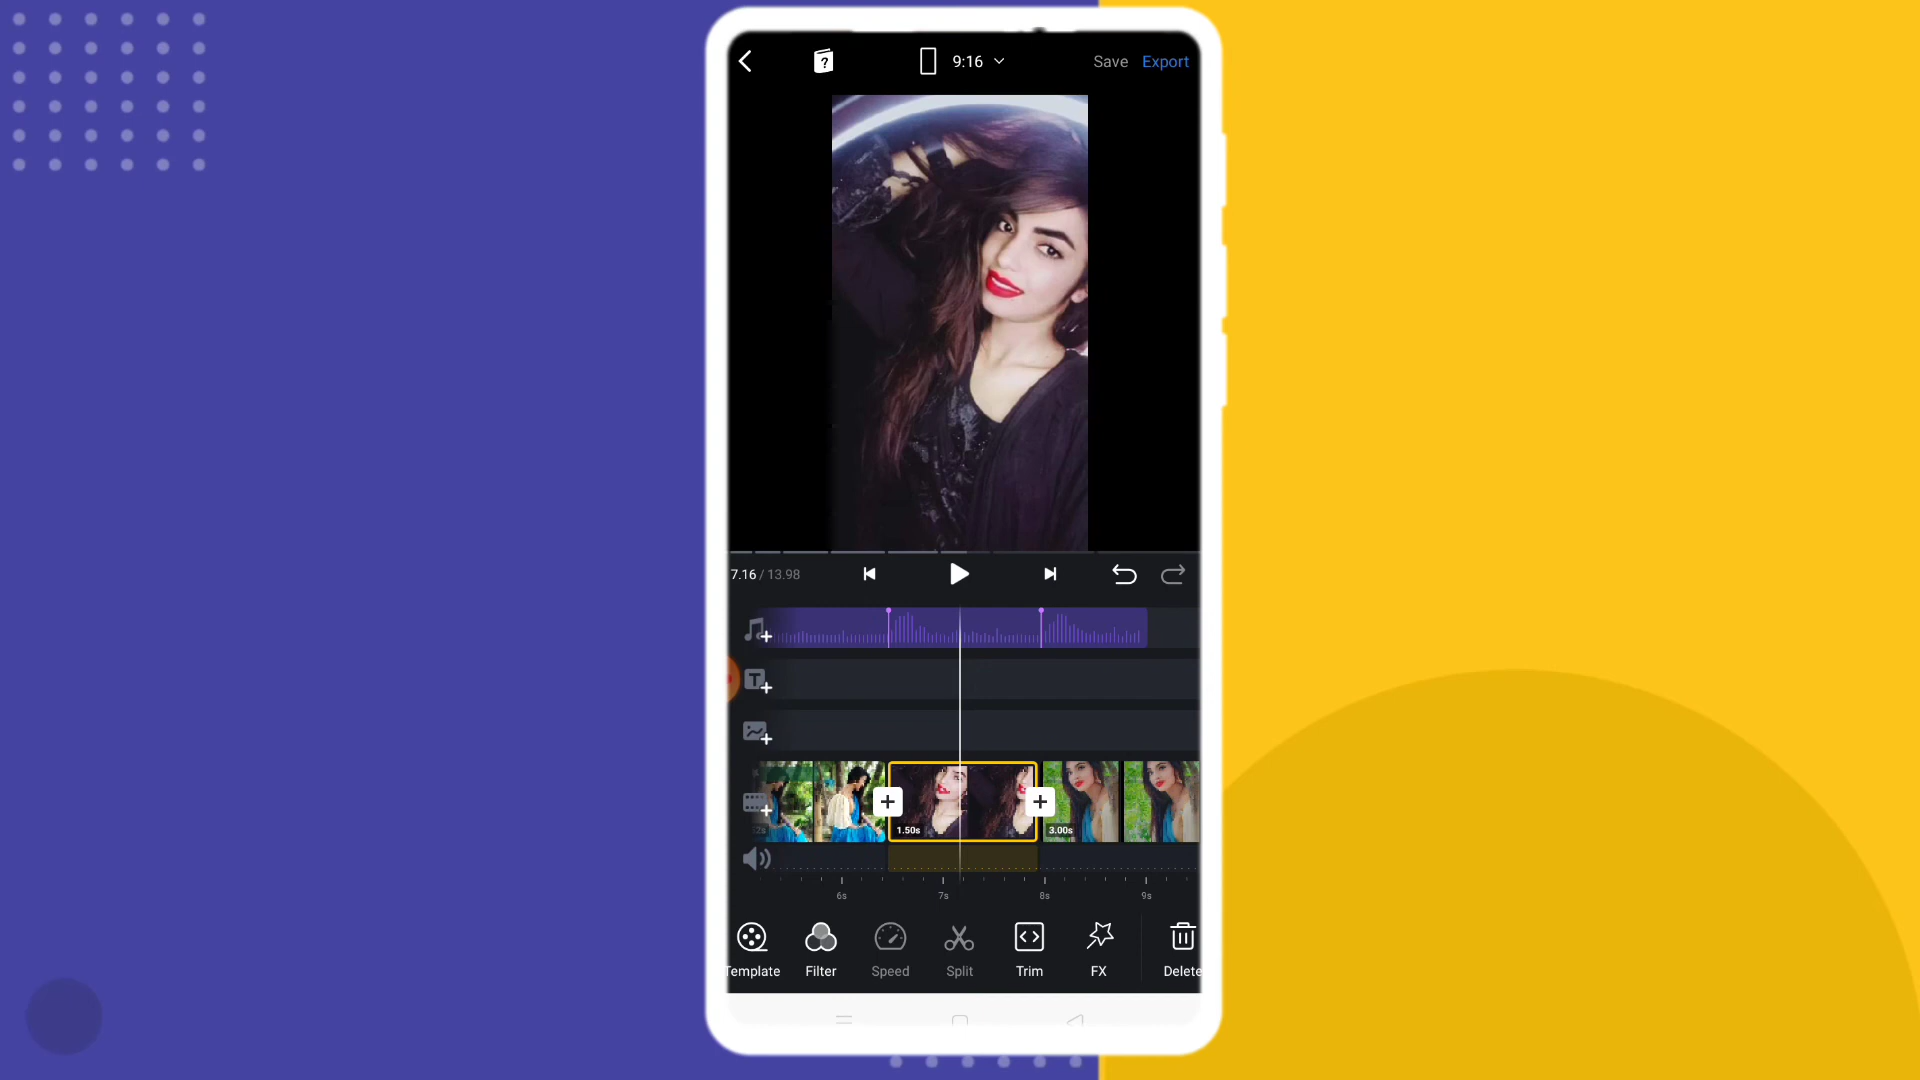 9:16
Save
Export
7.16 / 13.98
1.50s
3.00s
6s
7s
8s
9s
Template
Filter
Speed
Split
Trim
FX
Delete